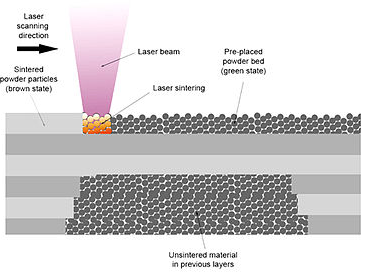 Laser
scanning
direction
Sintered
powder particles
(brown state)
Laser beam
Laser sintering
Pre-placed
powder bed
(green state)
Unsintered material
in previous layers